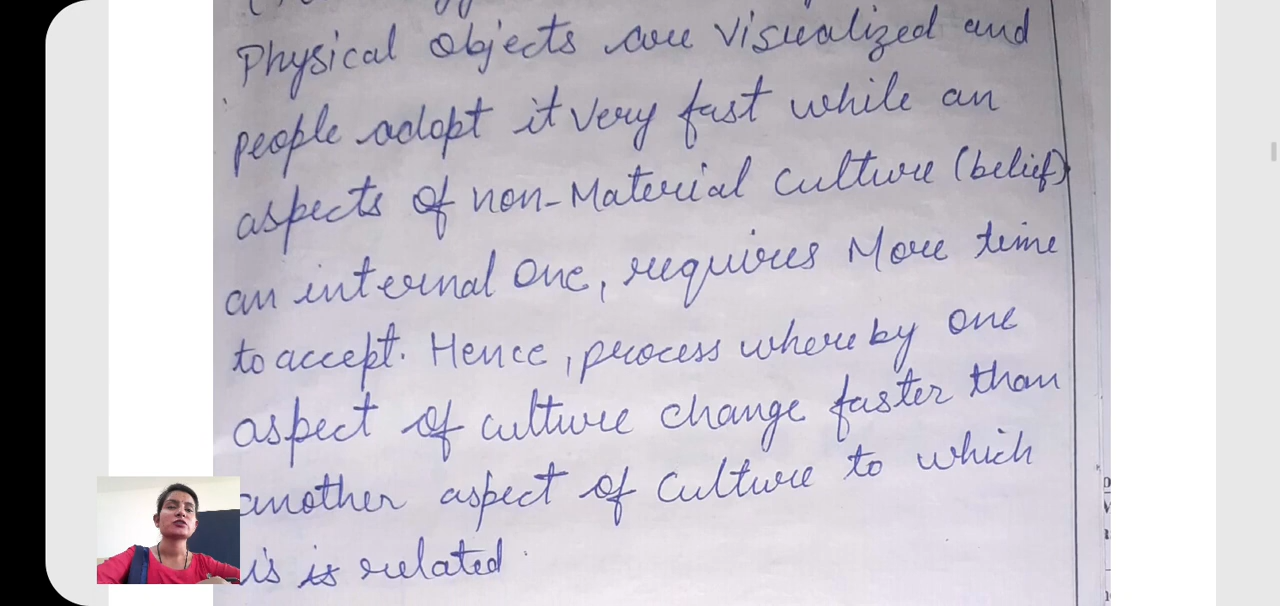 Physical Objects are visualized and
people adopt it very fast while an
aspects of non-Material Culture (belief)
an internal one, requires More time
to accept. Hence, process whereby one
aspect of culture change faster than
another aspect of Culture to which
is is related